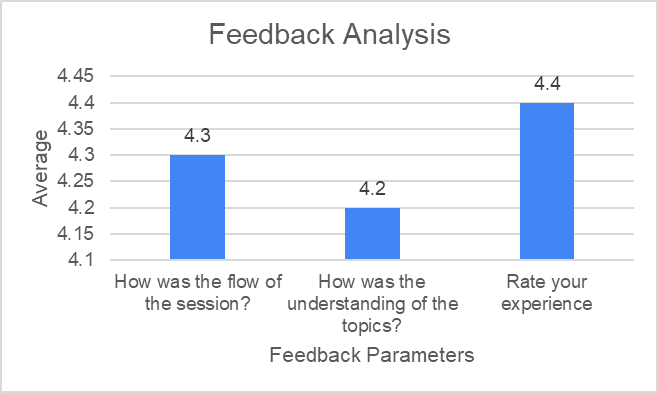 Feedback Analysis
4.45
4.4
4.35
4.3
4.25
4.2
4.15
4.1
Average
4.3
4.2
4.4
How was the flow of
the session?
How was the
understanding of the
topics?
Rate your
experience
Feedback Parameters